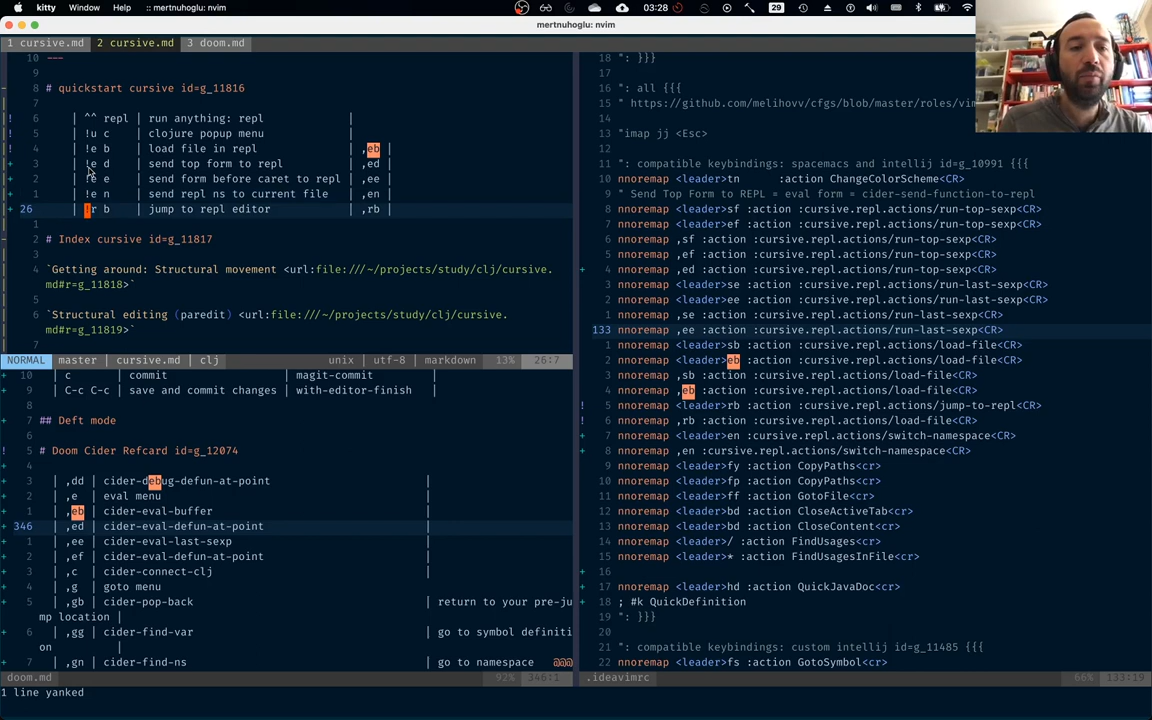 kitty Window Help :: mertnuhoglu: nvim 03:28 29
mertnuhoglu: nvim
1 cursive.md 2 cursive.md 3 doom.md
10 ---
9
8 # quickstart cursive id=g_11816
7
6 | ^^ repl | run anything: repl |
5 | !u c | clojure popup menu |
4 | !e b | load file in repl | ,eb |
3 | !e d | send top form to repl | ,ed |
2 | !e e | send form before caret to repl | ,ee |
1 | !e n | send repl ns to current file | ,en |
26 | !r b | jump to repl editor | ,rb |
1
2 # Index cursive id=g_11817
3
4 `Getting around: Structural movement <url:file:///~/projects/study/clj/cursive.
md#r=g_11818>`
5
6 `Structural editing (paredit) <url:file:///~/projects/study/clj/cursive.
md#r=g_11819>`
7
NORMAL master | cursive.md | clj unix | utf-8 | markdown 13% 26:7
10 | c | commit | magit-commit |
9 | C-c C-c | save and commit changes | with-editor-finish |
8
7 ## Deft mode
6
5 # Doom Cider Refcard id=g_12074
4
3 | ,dd | cider-debug-defun-at-point |
2 | ,e | eval menu |
1 | ,eb | cider-eval-buffer |
346 | ,ed | cider-eval-defun-at-point |
1 | ,ee | cider-eval-last-sexp |
2 | ,ef | cider-eval-defun-at-point |
3 | ,c | cider-connect-clj |
4 | ,g | goto menu |
5 | ,gb | cider-pop-back | return to your pre-ju
mp location |
6 | ,gg | cider-find-var | go to symbol definiti
on |
7 | ,gn | cider-find-ns | go to namespace @@@
doom.md 92% 346:1
1 line yanked
18 ": }}}
17
16 ": all {{{
15 " https://github.com/melihovv/cfgs/blob/master/roles/vim
14
13 "imap jj <Esc>
12
11 ": compatible keybindings: spacemacs and intellij id=g_10991 {{{
10 nnoremap <leader>tn :action ChangeColorScheme<CR>
9 " Send Top Form to REPL = eval form = cider-send-function-to-repl
8 nnoremap <leader>sf :action :cursive.repl.actions/run-top-sexp<CR>
7 nnoremap <leader>ef :action :cursive.repl.actions/run-top-sexp<CR>
6 nnoremap ,sf :action :cursive.repl.actions/run-top-sexp<CR>
5 nnoremap ,ef :action :cursive.repl.actions/run-top-sexp<CR>
4 nnoremap ,ed :action :cursive.repl.actions/run-top-sexp<CR>
3 nnoremap <leader>se :action :cursive.repl.actions/run-last-sexp<CR>
2 nnoremap <leader>ee :action :cursive.repl.actions/run-last-sexp<CR>
1 nnoremap ,se :action :cursive.repl.actions/run-last-sexp<CR>
133 nnoremap ,ee :action :cursive.repl.actions/run-last-sexp<CR>
1 nnoremap <leader>sb :action :cursive.repl.actions/load-file<CR>
2 nnoremap <leader>eb :action :cursive.repl.actions/load-file<CR>
3 nnoremap ,sb :action :cursive.repl.actions/load-file<CR>
4 nnoremap ,eb :action :cursive.repl.actions/load-file<CR>
5 nnoremap <leader>rb :action :cursive.repl.actions/jump-to-repl<CR>
6 nnoremap ,rb :action :cursive.repl.actions/load-file<CR>
7 nnoremap <leader>en :cursive.repl.actions/switch-namespace<CR>
8 nnoremap ,en :cursive.repl.actions/switch-namespace<CR>
9 nnoremap <leader>fy :action CopyPaths<cr>
10 nnoremap <leader>fp :action CopyPaths<cr>
11 nnoremap <leader>ff :action GotoFile<cr>
12 nnoremap <leader>bd :action CloseActiveTab<cr>
13 nnoremap <leader>bd :action CloseContent<cr>
14 nnoremap <leader>/ :action FindUsages<cr>
15 nnoremap <leader>* :action FindUsagesInFile<cr>
16
17 nnoremap <leader>hd :action QuickJavaDoc<cr>
18 ; #k QuickDefinition
19 ": }}}
20
21 ": compatible keybindings: custom intellij id=g_11485 {{{
22 nnoremap <leader>fs :action GotoSymbol<cr>
.ideavimrc 66% 133:19